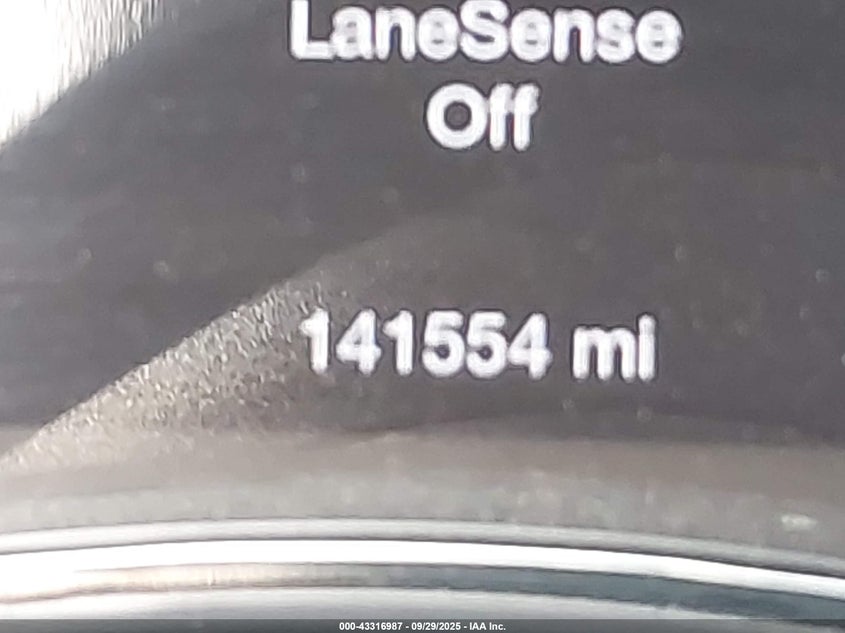 LaneSense
Off
141554 mi
000-43316987 - 09/29/2025 - IAA Inc.